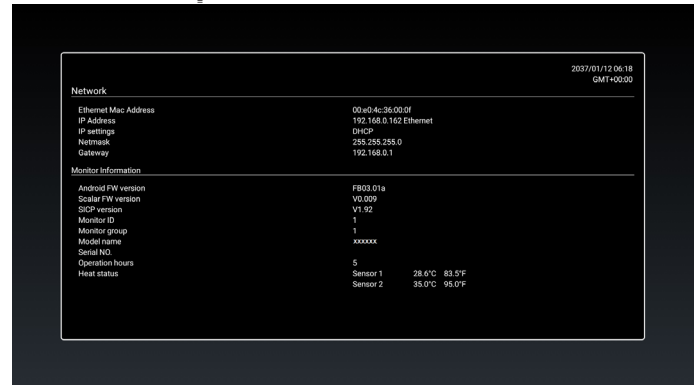 2037/01/12 06:18
GMT+00:00
Network
Ethernet Mac Address 00:e0:4c:36:00:0f
IP Address 192.168.0.162 Ethernet
IP settings DHCP
Netmask 255.255.255.0
Gateway 192.168.0.1
Monitor Information
Android FW version FB03.01a
Scalar FW version V0.009
SICP version V1.92
Monitor ID 1
Monitor group 1
Model name xxxxxx
Serial NO.
Operation hours 5
Heat status Sensor 1 28.6°C 83.5°F
Sensor 2 35.0°C 95.0°F